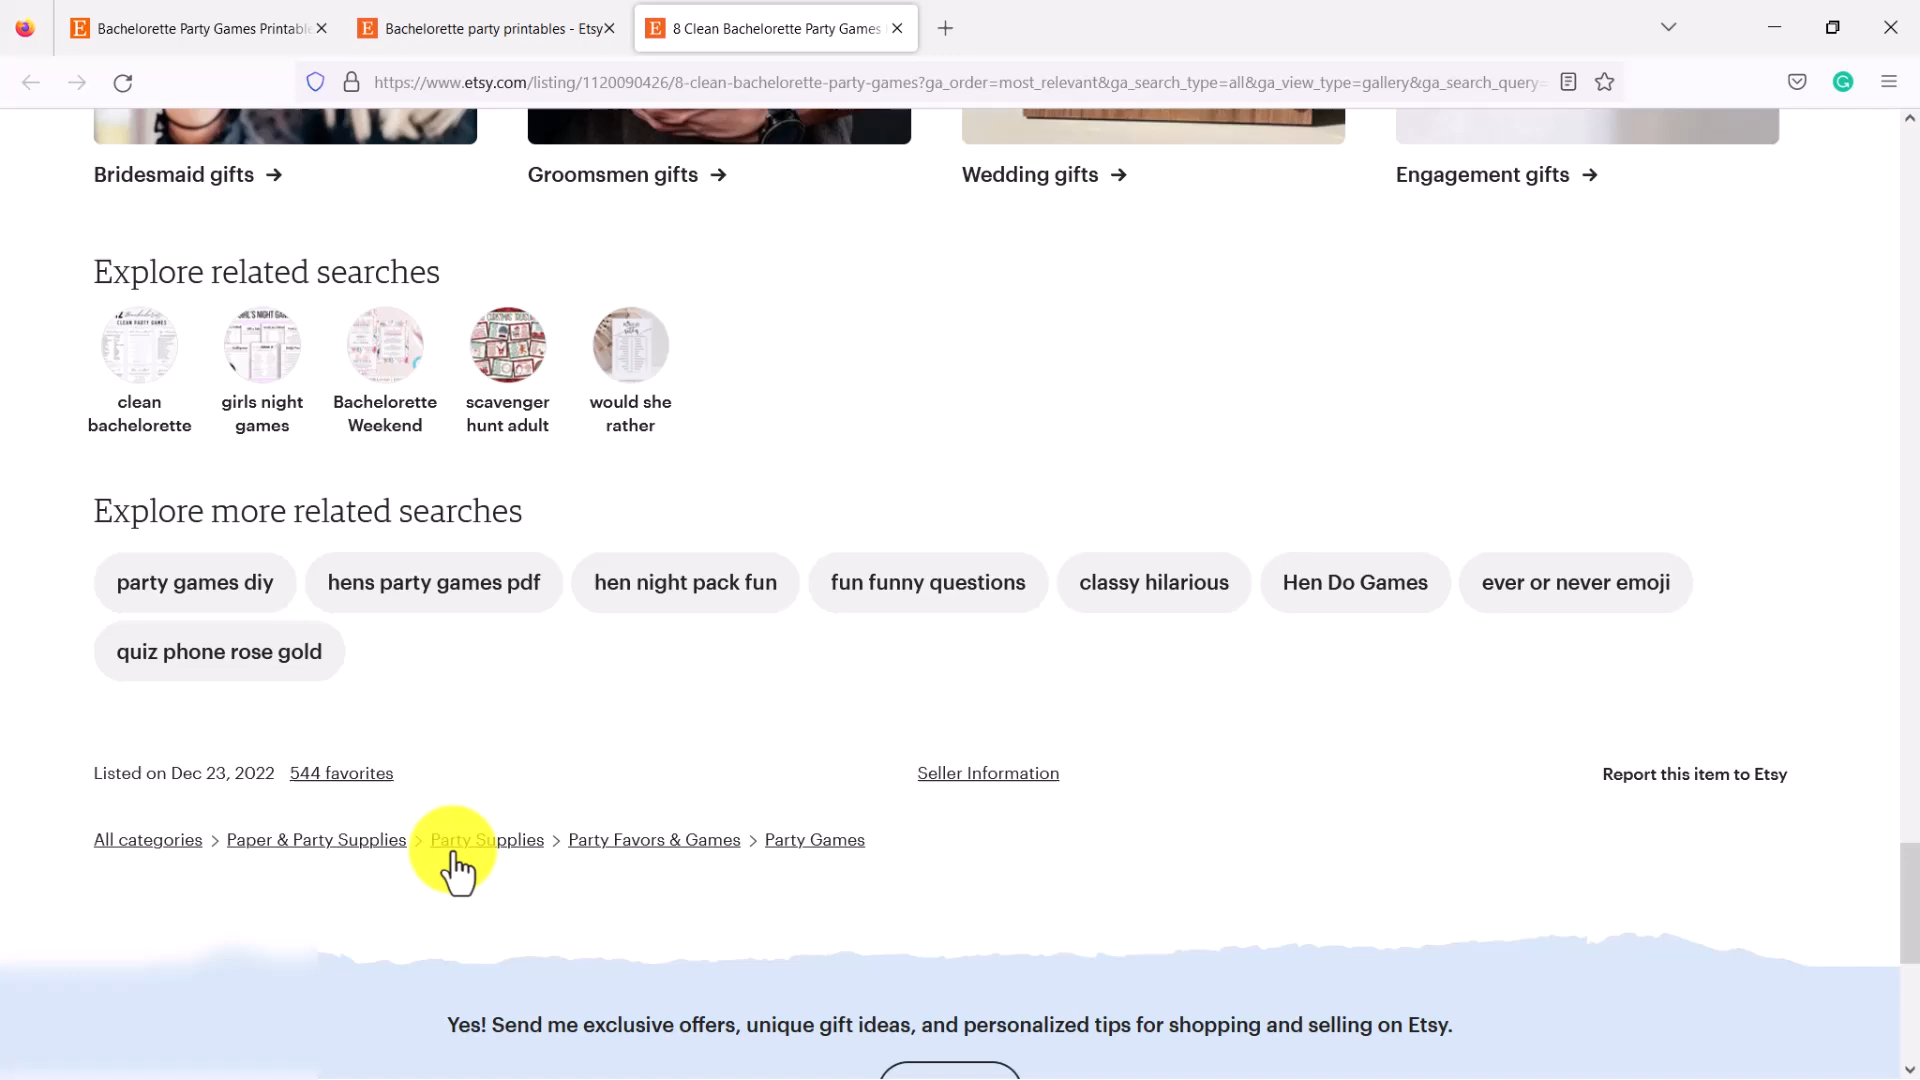 Bachelorette Party Games Printable
Bachelorette party printables - Etsy
8 Clean Bachelorette Party Games
https://www.etsy.com/listing/1120090426/8-clean-bachelorette-party-games?ga_order=most_relevant&ga_search_type=all&ga_view_type=gallery&ga_search_query=
Bridesmaid gifts →
Groomsmen gifts →
Wedding gifts →
Engagement gifts →
Explore related searches
clean
bachelorette
girls night
games
Bachelorette
Weekend
scavenger
hunt adult
would she
rather
Explore more related searches
party games diy
hens party games pdf
hen night pack fun
fun funny questions
classy hilarious
Hen Do Games
ever or never emoji
quiz phone rose gold
Listed on Dec 23, 2022 544 favorites
Seller Information
Report this item to Etsy
All categories > Paper & Party Supplies > Party Supplies > Party Favors & Games > Party Games
Yes! Send me exclusive offers, unique gift ideas, and personalized tips for shopping and selling on Etsy.